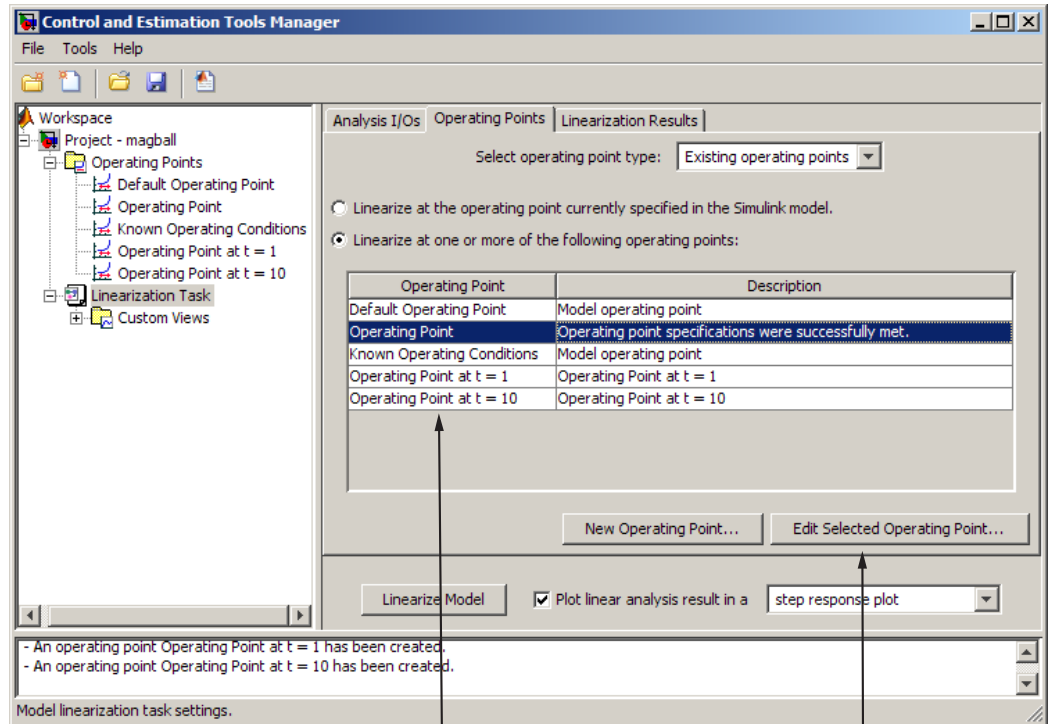 Control and Estimation Tools Manager
File Tools Help
Workspace
Project - magball
Operating Points
Default Operating Point
Operating Point
Known Operating Conditions
Operating Point at t = 1
Operating Point at t = 10
Linearization Task
Custom Views
Analysis I/Os Operating Points Linearization Results
Select operating point type: Existing operating points
Linearize at the operating point currently specified in the Simulink model.
Linearize at one or more of the following operating points:
Operating Point Description
Default Operating Point Model operating point
Operating Point Operating point specifications were successfully met.
Known Operating Conditions Model operating point
Operating Point at t = 1 Operating Point at t = 1
Operating Point at t = 10 Operating Point at t = 10
New Operating Point... Edit Selected Operating Point...
Linearize Model Plot linear analysis result in a step response plot
- An operating point Operating Point at t = 1 has been created.
- An operating point Operating Point at t = 10 has been created.
Model linearization task settings.